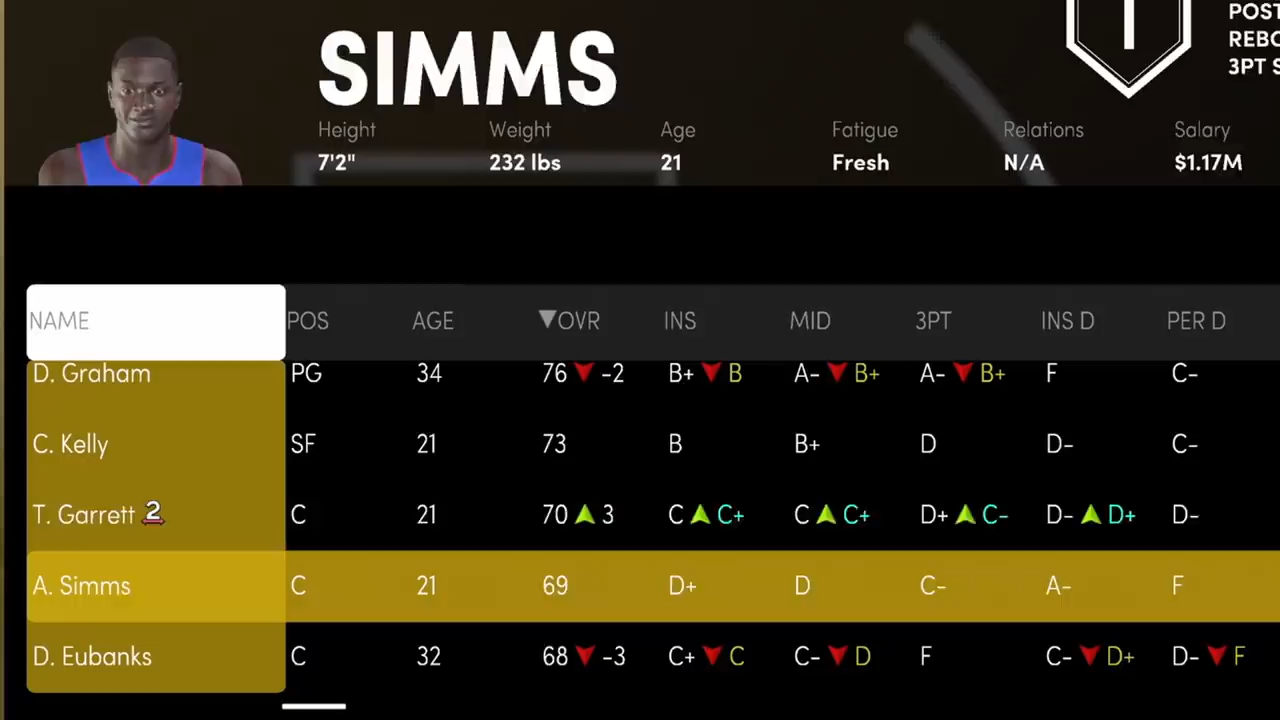 SIMMS
POST
REBO
3PT S
Height Weight Age Fatigue Relations Salary
7'2" 232 lbs 21 Fresh N/A $1.17M
NAME POS AGE ▼OVR INS MID 3PT INS D PER D
D. Graham PG 34 76 ▼ -2 B+ ▼ B A- ▼ B+ A- ▼ B+ F C-
C. Kelly SF 21 73 B B+ D D- C-
T. Garrett 2 C 21 70 ▲ 3 C ▲ C+ C ▲ C+ D+ ▲ C- D- ▲ D+ D-
A. Simms C 21 69 D+ D C- A- F
D. Eubanks C 32 68 ▼ -3 C+ ▼ C C- ▼ D F C- ▼ D+ D- ▼ F